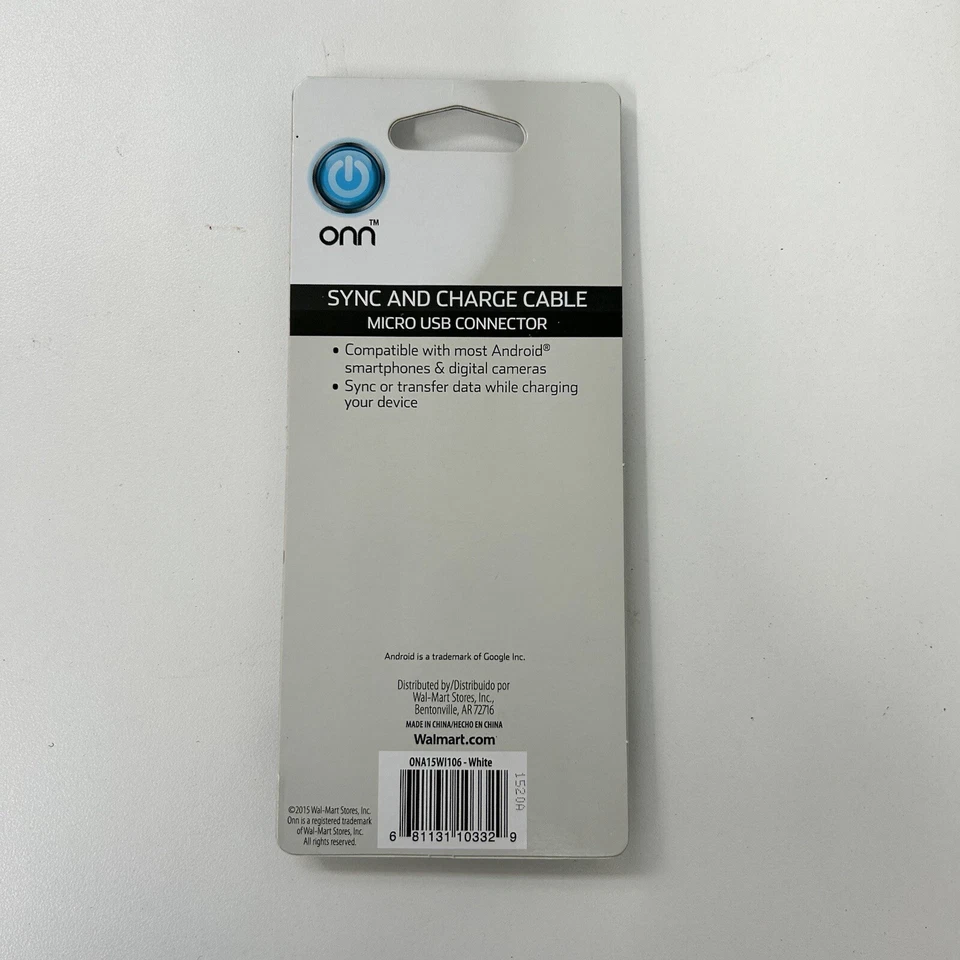 onn™
SYNC AND CHARGE CABLE
MICRO USB CONNECTOR
• Compatible with most Android®
smartphones & digital cameras
• Sync or transfer data while charging
your device
Android is a trademark of Google Inc.
Distributed by/Distribuido por
Wal-Mart Stores, Inc.,
Bentonville, AR 72716
MADE IN CHINA/HECHO EN CHINA
Walmart.com
ONA15WI106 - White
1520A
6 81131 10332 9
©2015 Wal-Mart Stores, Inc.
Onn is a registered trademark
of Wal-Mart Stores, Inc.
All rights reserved.